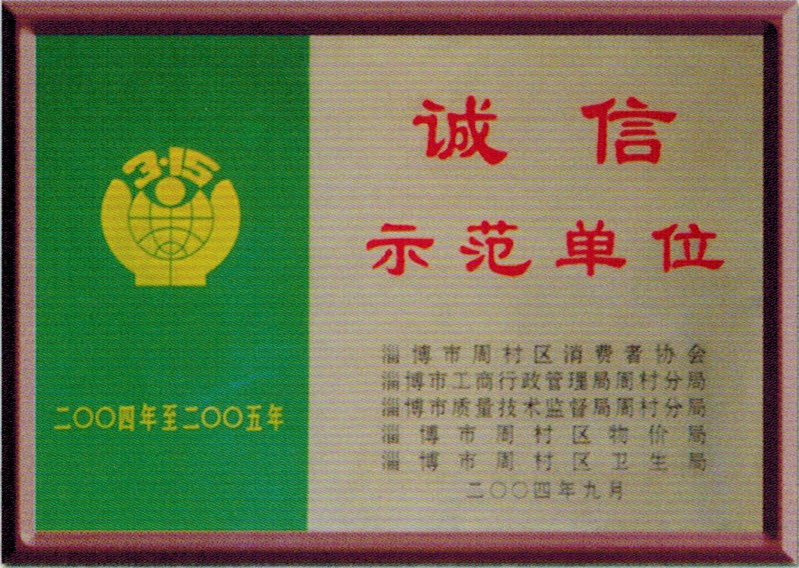 3·15
二〇〇四年至二〇〇五年
诚信
示范单位
淄博市周村区消费者协会
淄博市工商行政管理局周村分局
淄博市质量技术监督局周村分局
淄博市周村区物价局
淄博市周村区卫生局
二〇〇四年九月